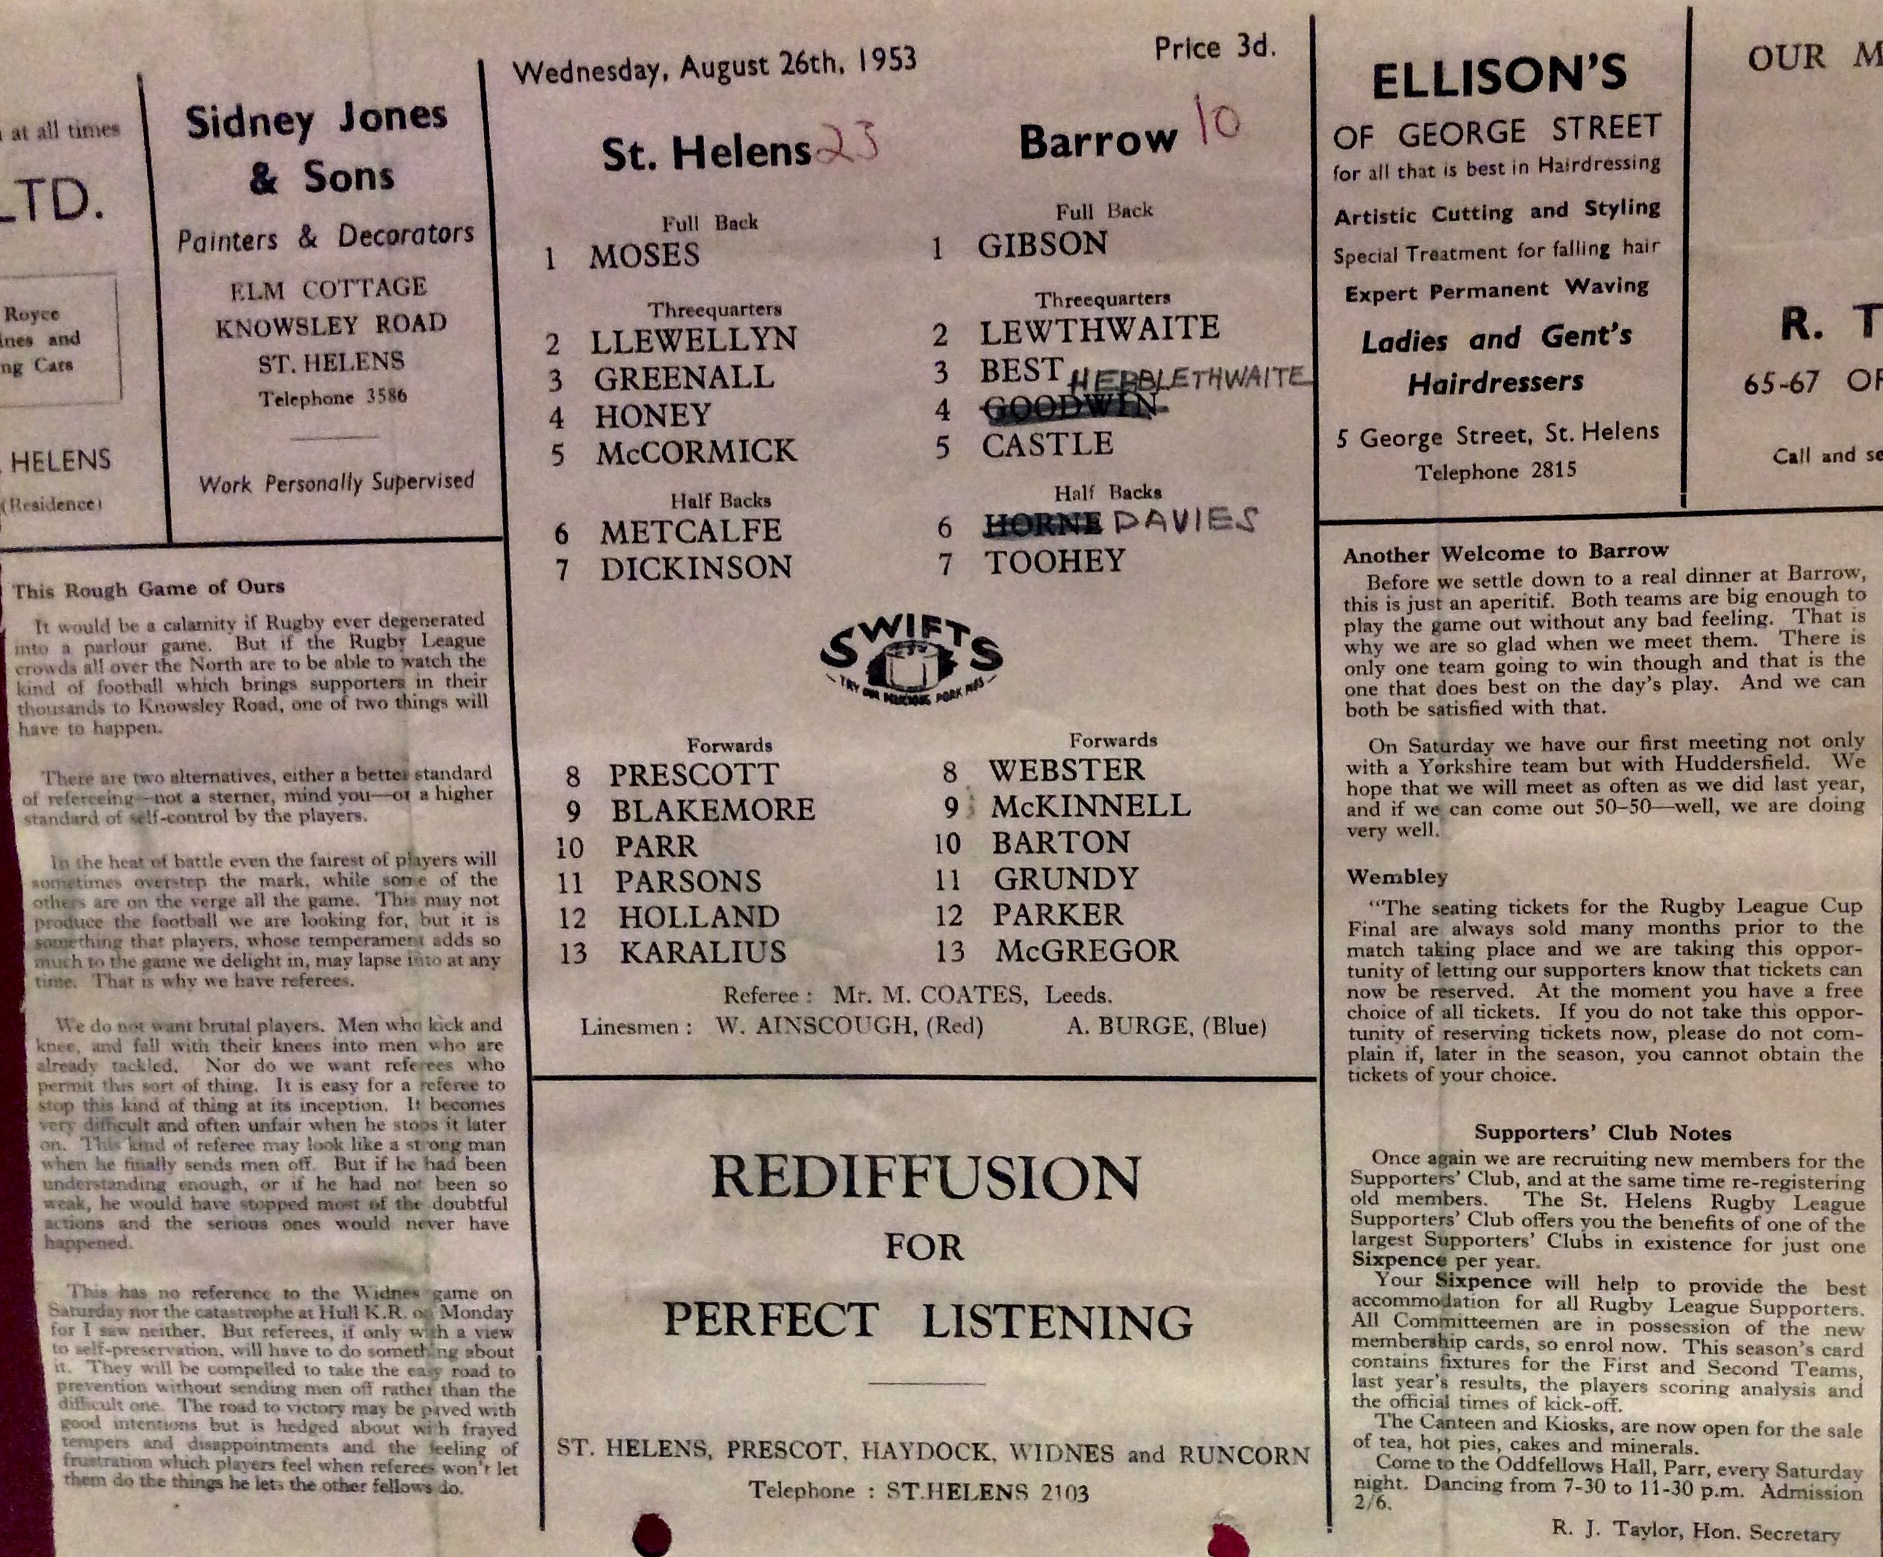 at all times
LTD.
Royce
ines and
ng Cars
HELENS
(Residence)
Sidney Jones
& Sons
Painters & Decorators
ELM COTTAGE
KNOWSLEY ROAD
ST. HELENS
Telephone 3586
Work Personally Supervised
This Rough Game of Ours
It would be a calamity if Rugby ever degenerated
into a parlour game. But if the Rugby League
crowds all over the North are to be able to watch the
kind of football which brings supporters in their
thousands to Knowsley Road, one of two things will
have to happen.
There are two alternatives, either a better standard
of refereeing—not a sterner, mind you—or a higher
standard of self-control by the players.
In the heat of battle even the fairest of players will
sometimes overstep the mark, while some of the
others are on the verge all the game. This may not
produce the football we are looking for, but it is
something that players, whose temperament adds so
much to the game we delight in, may lapse into at any
time. That is why we have referees.
We do not want brutal players. Men who kick and
knee, and fall with their knees into men who are
already tackled. Nor do we want referees who
permit this sort of thing. It is easy for a referee to
stop this kind of thing at its inception. It becomes
very difficult and often unfair when he stops it later
on. This kind of referee may look like a strong man
when he finally sends men off. But if he had been
understanding enough, or if he had not been so
weak, he would have stopped most of the doubtful
actions and the serious ones would never have
happened.
This has no reference to the Widnes game on
Saturday nor the catastrophe at Hull K.R. on Monday
for I saw neither. But referees, if only with a view
to self-preservation, will have to do something about
it. They will be compelled to take the easy road to
prevention without sending men off rather than the
difficult one. The road to victory may be paved with
good intentions but is hedged about with frayed
tempers and disappointments and the feeling of
frustration which players feel when referees won't let
them do the things he lets the other fellows do.
Wednesday, August 26th, 1953
Price 3d.
St. Helens 23
Full Back
1 MOSES
Threequarters
2 LLEWELLYN
3 GREENALL
4 HONEY
5 McCORMICK
Half Backs
6 METCALFE
7 DICKINSON
Barrow 10
Full Back
1 GIBSON
Threequarters
2 LEWTHWAITE
3 BEST
HEBBLETHWAITE
4 GOODWIN
5 CASTLE
Half Backs
6 HORNE DAVIES
7 TOOHEY
SWIFTS
TRY OUR DELICIOUS PORK PIES
Forwards
8 PRESCOTT
9 BLAKEMORE
10 PARR
11 PARSONS
12 HOLLAND
13 KARALIUS
Forwards
8 WEBSTER
9 McKINNELL
10 BARTON
11 GRUNDY
12 PARKER
13 McGREGOR
Referee : Mr. M. COATES, Leeds.
Linesmen : W. AINSCOUGH, (Red) A. BURGE, (Blue)
REDIFFUSION
FOR
PERFECT LISTENING
ST. HELENS, PRESCOT, HAYDOCK, WIDNES and RUNCORN
Telephone : ST.HELENS 2103
ELLISON'S
OF GEORGE STREET
for all that is best in Hairdressing
Artistic Cutting and Styling
Special Treatment for falling hair
Expert Permanent Waving
Ladies and Gent's
Hairdressers
5 George Street, St. Helens
Telephone 2815
OUR M
R. T
65-67 OR
Call and se
Another Welcome to Barrow
Before we settle down to a real dinner at Barrow,
this is just an aperitif. Both teams are big enough to
play the game out without any bad feeling. That is
why we are so glad when we meet them. There is
only one team going to win though and that is the
one that does best on the day's play. And we can
both be satisfied with that.
On Saturday we have our first meeting not only
with a Yorkshire team but with Huddersfield. We
hope that we will meet as often as we did last year,
and if we can come out 50-50—well, we are doing
very well.
Wembley
"The seating tickets for the Rugby League Cup
Final are always sold many months prior to the
match taking place and we are taking this oppor-
tunity of letting our supporters know that tickets can
now be reserved. At the moment you have a free
choice of all tickets. If you do not take this oppor-
tunity of reserving tickets now, please do not com-
plain if, later in the season, you cannot obtain the
tickets of your choice.
Supporters' Club Notes
Once again we are recruiting new members for the
Supporters' Club, and at the same time re-registering
old members. The St. Helens Rugby League
Supporters' Club offers you the benefits of one of the
largest Supporters' Clubs in existence for just one
Sixpence per year.
Your Sixpence will help to provide the best
accommodation for all Rugby League Supporters.
All Committeemen are in possession of the new
membership cards, so enrol now. This season's card
contains fixtures for the First and Second Teams,
last year's results, the players scoring analysis and
the official times of kick-off.
The Canteen and Kiosks, are now open for the sale
of tea, hot pies, cakes and minerals.
Come to the Oddfellows Hall, Parr, every Saturday
night. Dancing from 7-30 to 11-30 p.m. Admission
2/6.
R. J. Taylor, Hon. Secretary